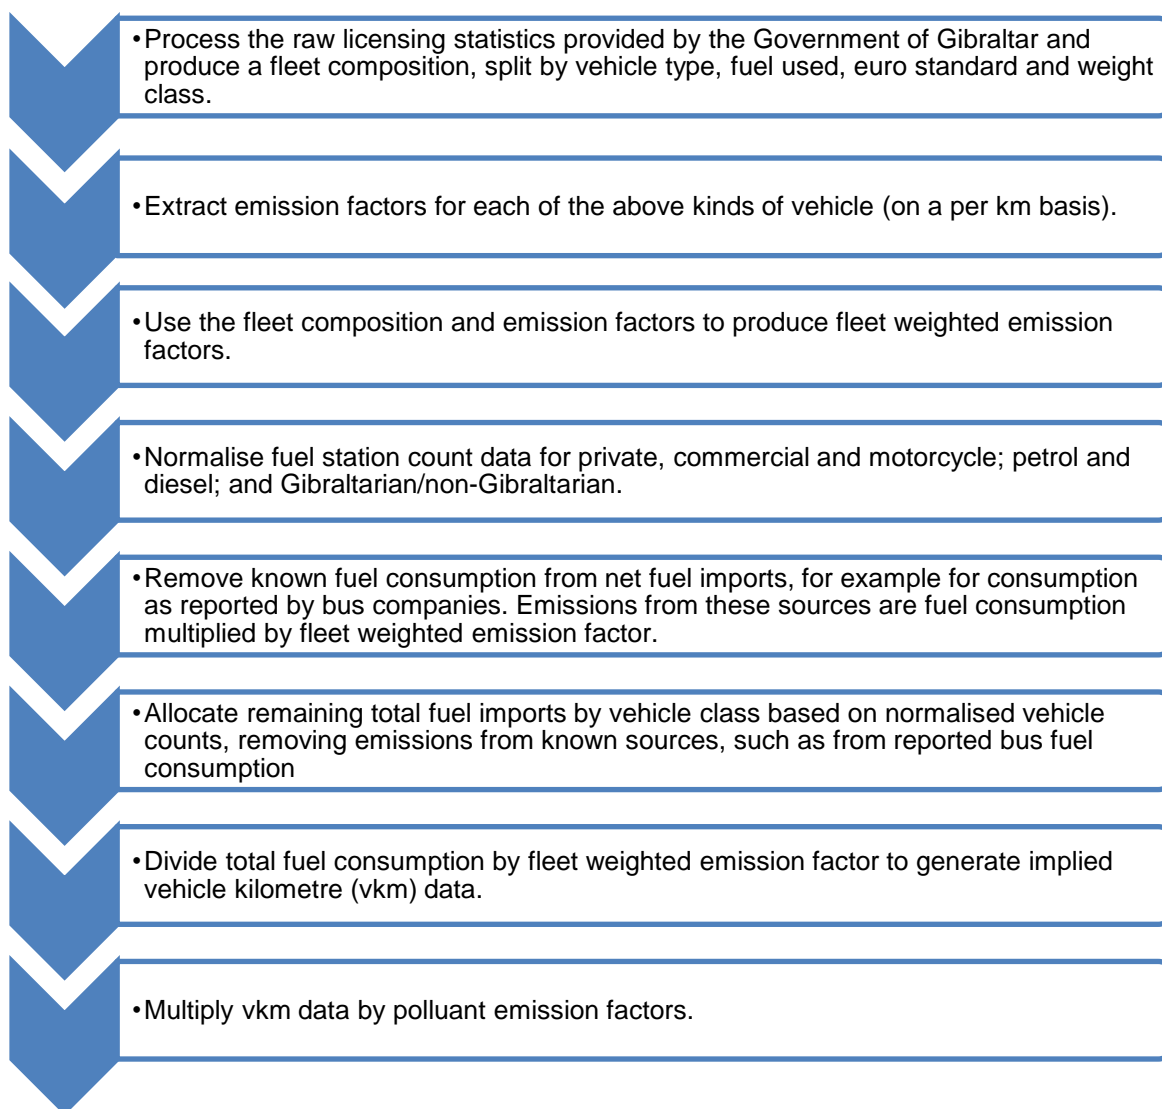 •Process the raw licensing statistics provided by the Government of Gibraltar and
produce a fleet composition, split by vehicle type, fuel used, euro standard and weight
class.
•Extract emission factors for each of the above kinds of vehicle (on a per km basis).
•Use the fleet composition and emission factors to produce fleet weighted emission
factors.
•Normalise fuel station count data for private, commercial and motorcycle; petrol and
diesel; and Gibraltarian/non-Gibraltarian.
•Remove known fuel consumption from net fuel imports, for example for consumption
as reported by bus companies. Emissions from these sources are fuel consumption
multiplied by fleet weighted emission factor.
•Allocate remaining total fuel imports by vehicle class based on normalised vehicle
counts, removing emissions from known sources, such as from reported bus fuel
consumption
•Divide total fuel consumption by fleet weighted emission factor to generate implied
vehicle kilometre (vkm) data.
•Multiply vkm data by polluant emission factors.